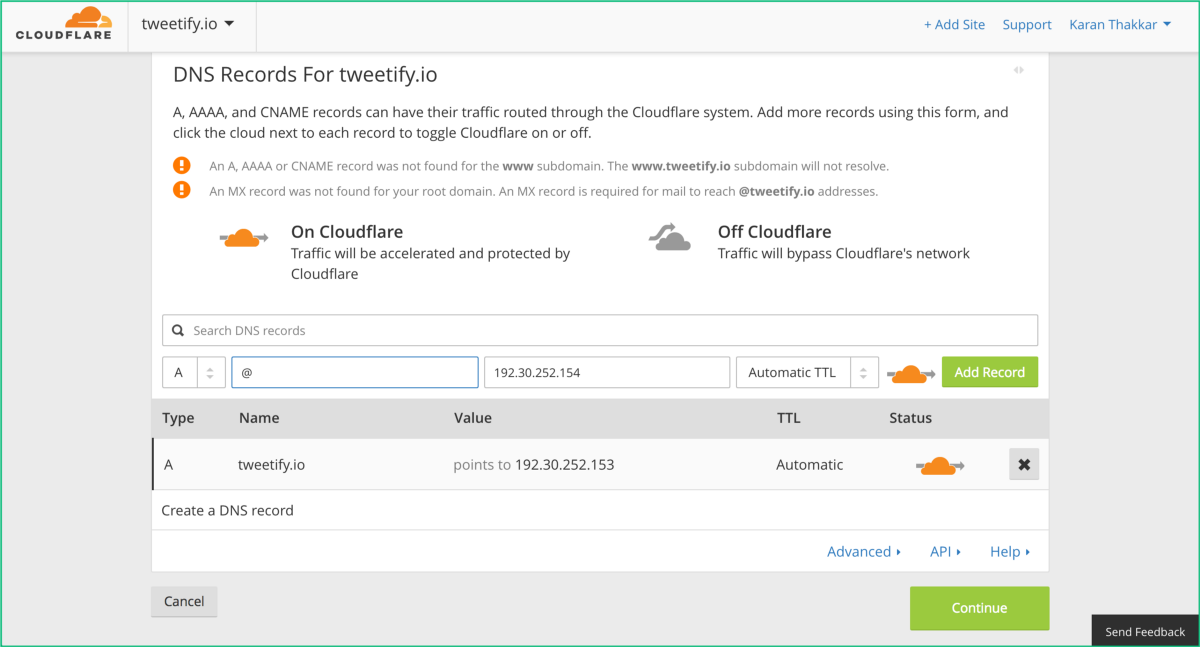 CLOUDFLARE
tweetify.io
+ Add Site
Support
Karan Thakkar
DNS Records For tweetify.io
A, AAAA, and CNAME records can have their traffic routed through the Cloudflare system. Add more records using this form, and
click the cloud next to each record to toggle Cloudflare on or off.
An A, AAAA or CNAME record was not found for the www subdomain. The www.tweetify.io subdomain will not resolve.
An MX record was not found for your root domain. An MX record is required for mail to reach @tweetify.io addresses.
On Cloudflare
Traffic will be accelerated and protected by
Cloudflare
Off Cloudflare
Traffic will bypass Cloudflare's network
Search DNS records
A @ 192.30.252.154 Automatic TTL Add Record
Type Name Value TTL Status
A tweetify.io points to 192.30.252.153 Automatic
Create a DNS record
Advanced API Help
Cancel
Continue
Send Feedback